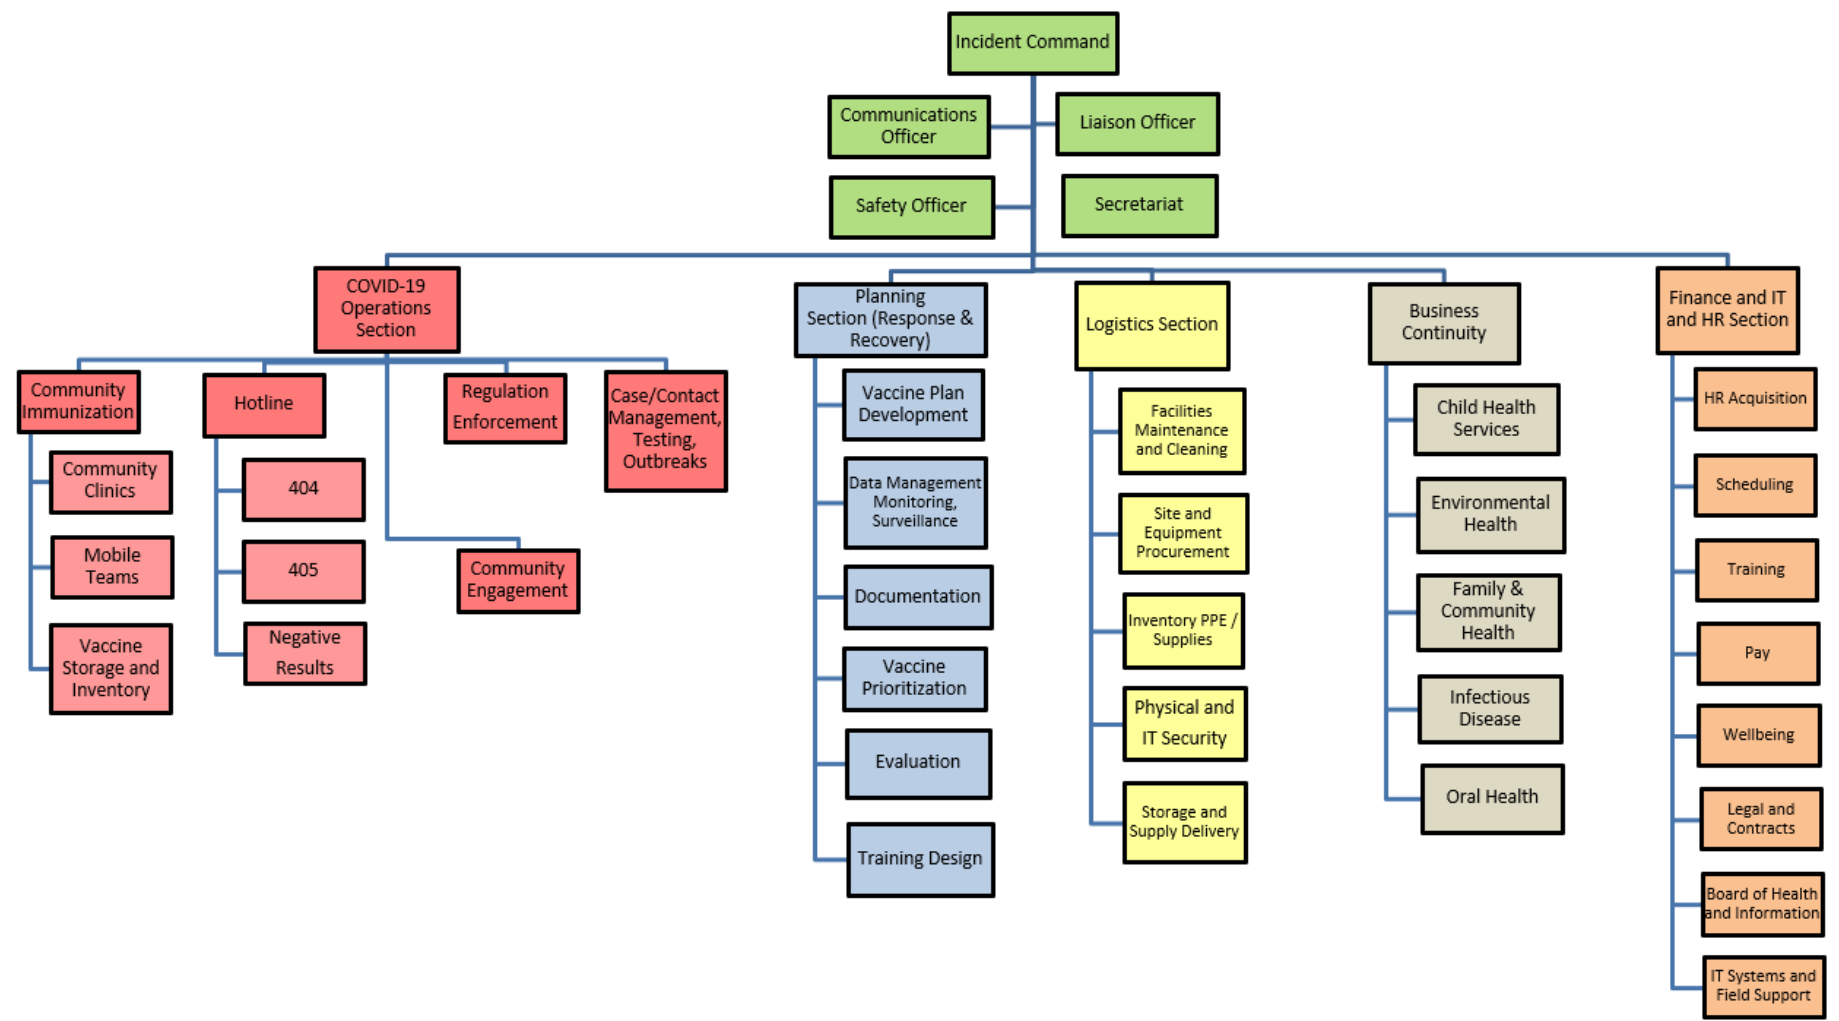 Incident Command
Communications
Officer
Liaison Officer
Safety Officer
Secretariat
COVID-19
Operations
Section
Community
Immunization
Community
Clinics
Mobile
Teams
Vaccine
Storage and
Inventory
Hotline
404
405
Negative
Results
Regulation
Enforcement
Case/Contact
Management,
Testing,
Outbreaks
Community
Engagement
Planning
Section (Response &
Recovery)
Vaccine Plan
Development
Data Management
Monitoring,
Surveillance
Documentation
Vaccine
Prioritization
Evaluation
Training Design
Logistics Section
Facilities
Maintenance
and Cleaning
Site and
Equipment
Procurement
Inventory PPE /
Supplies
Physical and
IT Security
Storage and
Supply Delivery
Business
Continuity
Child Health
Services
Environmental
Health
Family &
Community
Health
Infectious
Disease
Oral Health
Finance and IT
and HR Section
HR Acquisition
Scheduling
Training
Pay
Wellbeing
Legal and
Contracts
Board of Health
and Information
IT Systems and
Field Support